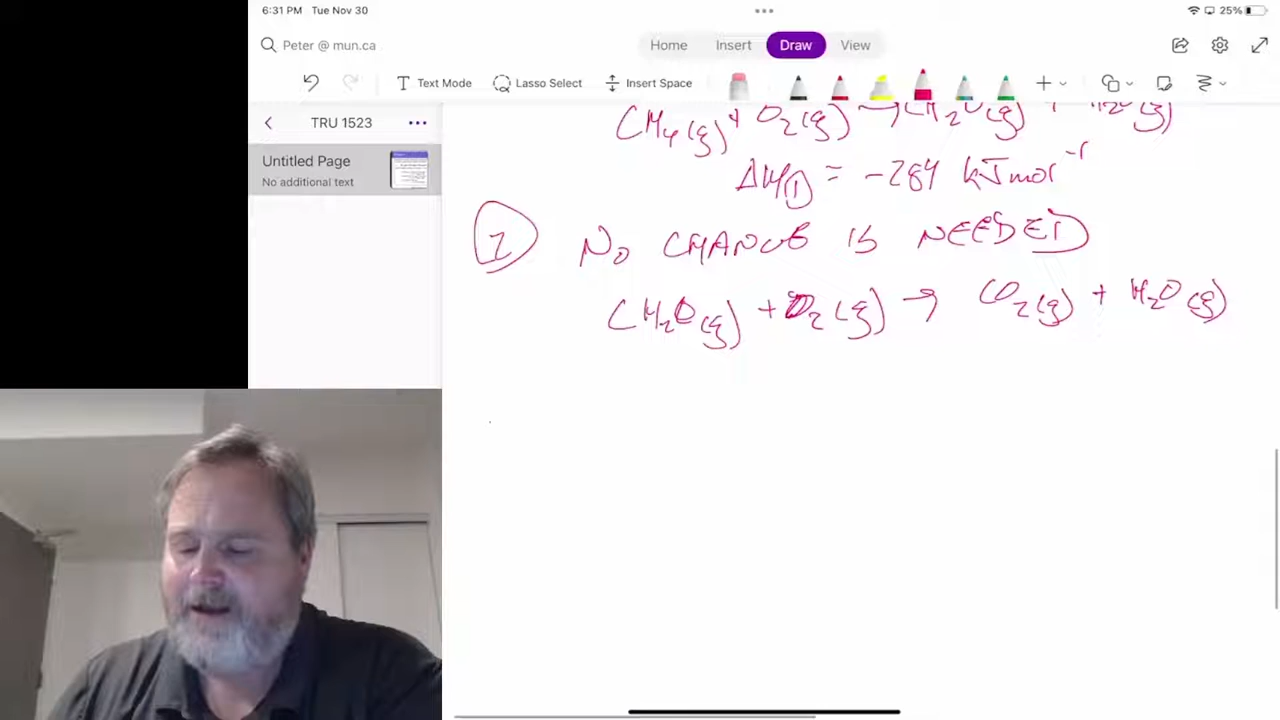 6:31 PM Tue Nov 30
25%
Peter @ mun.ca
Home Insert Draw View
Text Mode Lasso Select Insert Space
TRU 1523
Untitled Page
No additional text
CH4(g) + O2(g) → CH2O(g) + H2O(g)
ΔH① = -284 kJ mol⁻¹
② NO CHANGE IS NEEDED
CH2O(g) + O2(g) → CO2(g) + H2O(g)